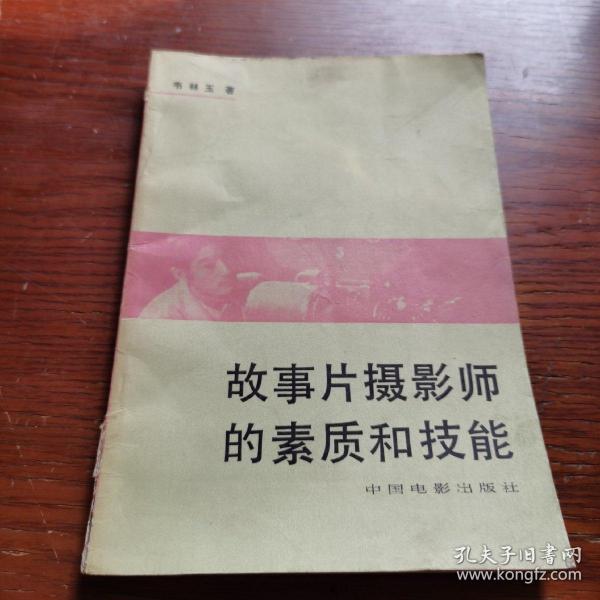 韦林玉 著
故事片摄影师
的素质和技能
中国电影出版社
孔夫子旧书网
www.kongfz.com